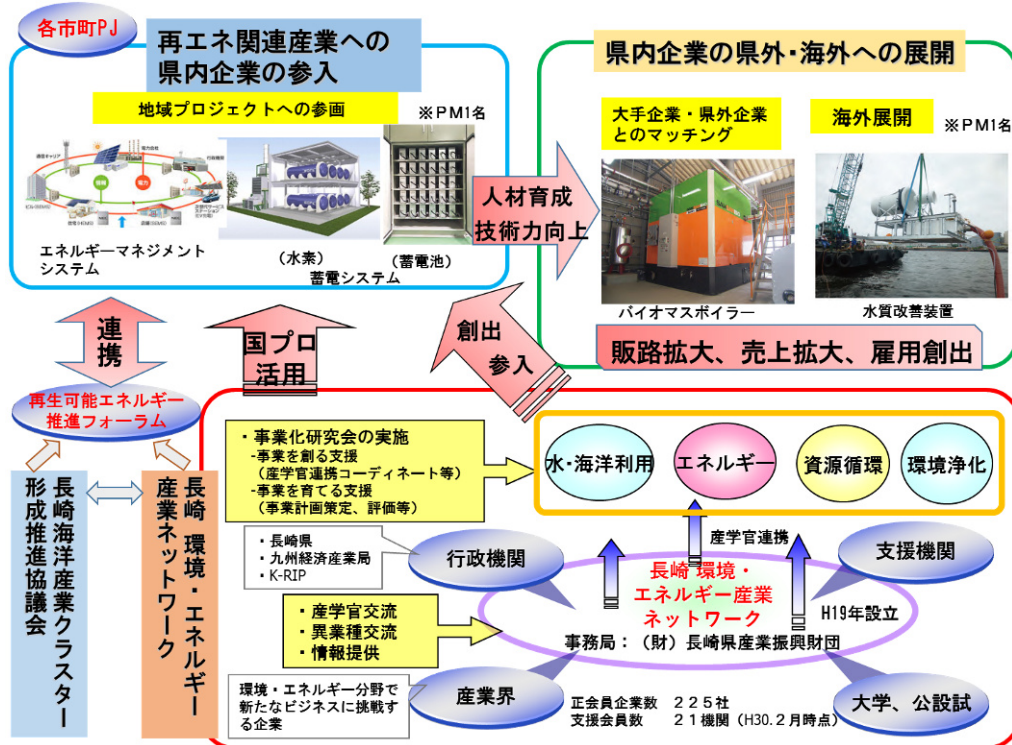 各市町PJ
再エネ関連産業への
県内企業の参入
地域プロジェクトへの参画
※PM1名
エネルギーマネジメント
システム
（水素）
（蓄電池）
蓄電システム
人材育成
技術力向上
県内企業の県外・海外への展開
大手企業・県外企業
とのマッチング
海外展開
※PM1名
バイオマスボイラー
水質改善装置
販路拡大、売上拡大、雇用創出
連携
国プロ
活用
創出
参入
再生可能エネルギー
推進フォーラム
長崎海洋産業クラスター
形成推進協議会
長崎 環境・エネルギー
産業ネットワーク
・事業化研究会の実施
-事業を創る支援
（産学官連携コーディネート等）
-事業を育てる支援
（事業計画策定、評価等）
水・海洋利用
エネルギー
資源循環
環境浄化
・長崎県
・九州経済産業局
・K-RIP
行政機関
産学官連携
支援機関
・産学官交流
・異業種交流
・情報提供
長崎 環境・
エネルギー産業
ネットワーク
H19年設立
事務局：（財）長崎県産業振興財団
環境・エネルギー分野で
新たなビジネスに挑戦する企業
産業界
正会員企業数 ２２５社
支援会員数 ２１機関（H30.２月時点）
大学、公設試